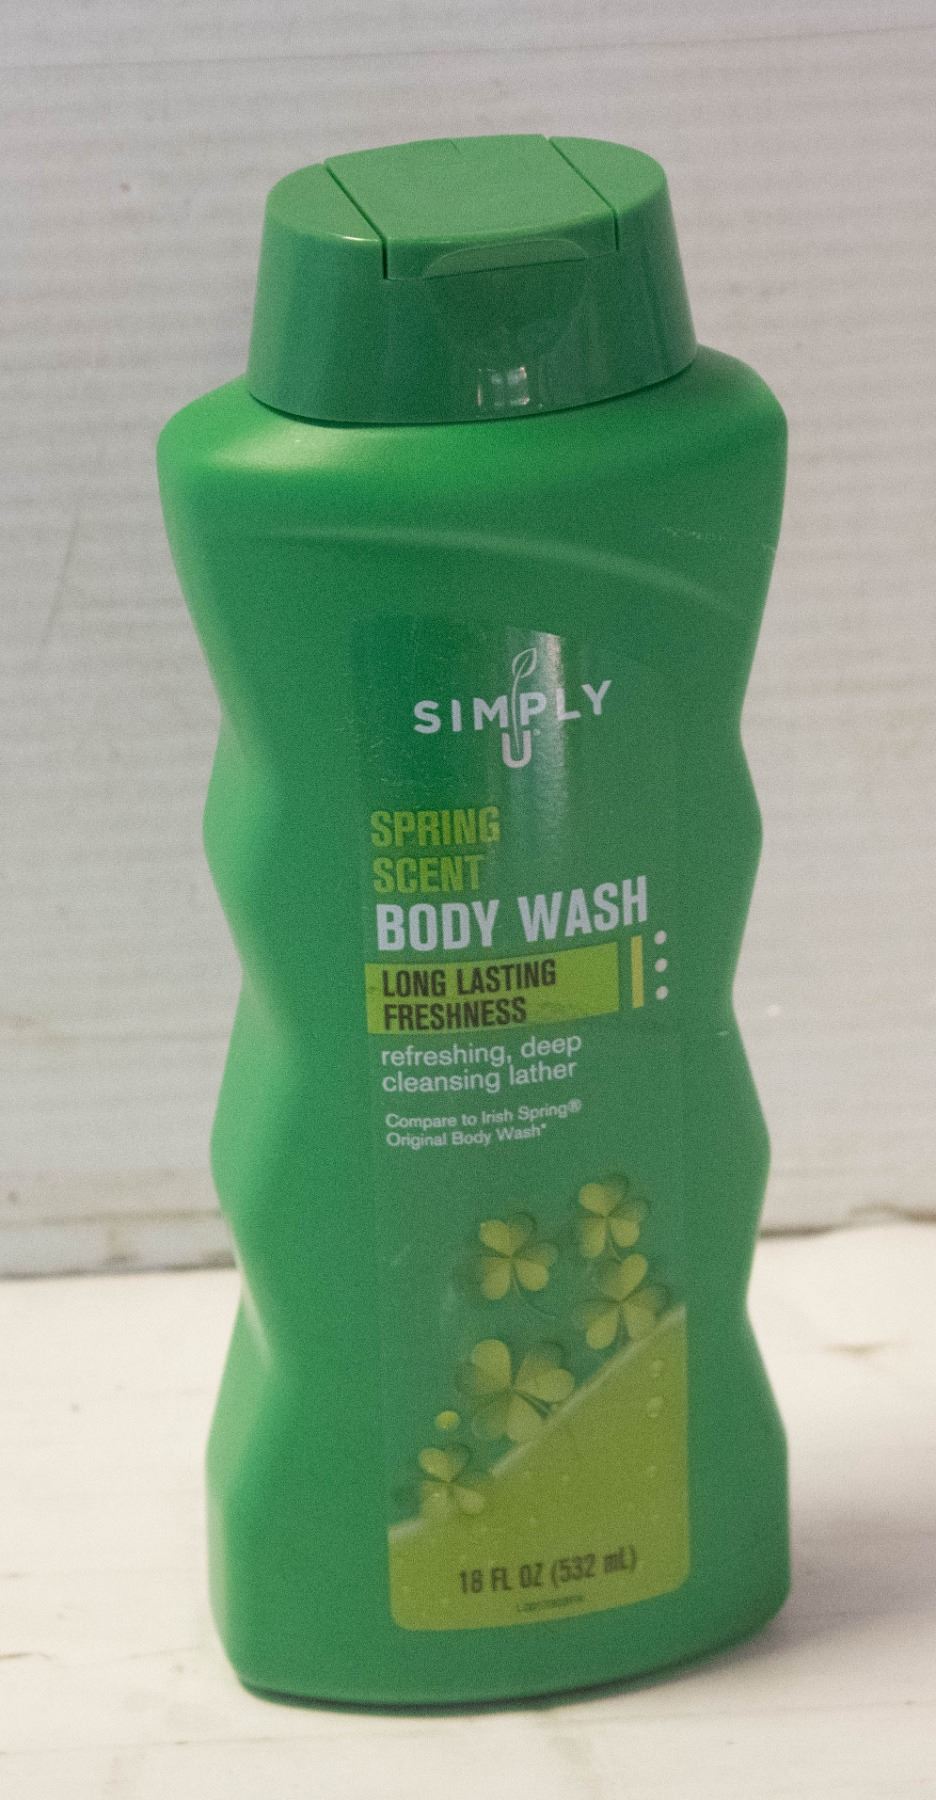 SIMPLY
U®
SPRING
SCENT
BODY WASH
LONG LASTING
FRESHNESS
refreshing, deep
cleansing lather
Compare to Irish Spring®
Original Body Wash*
18 FL OZ (532 mL)